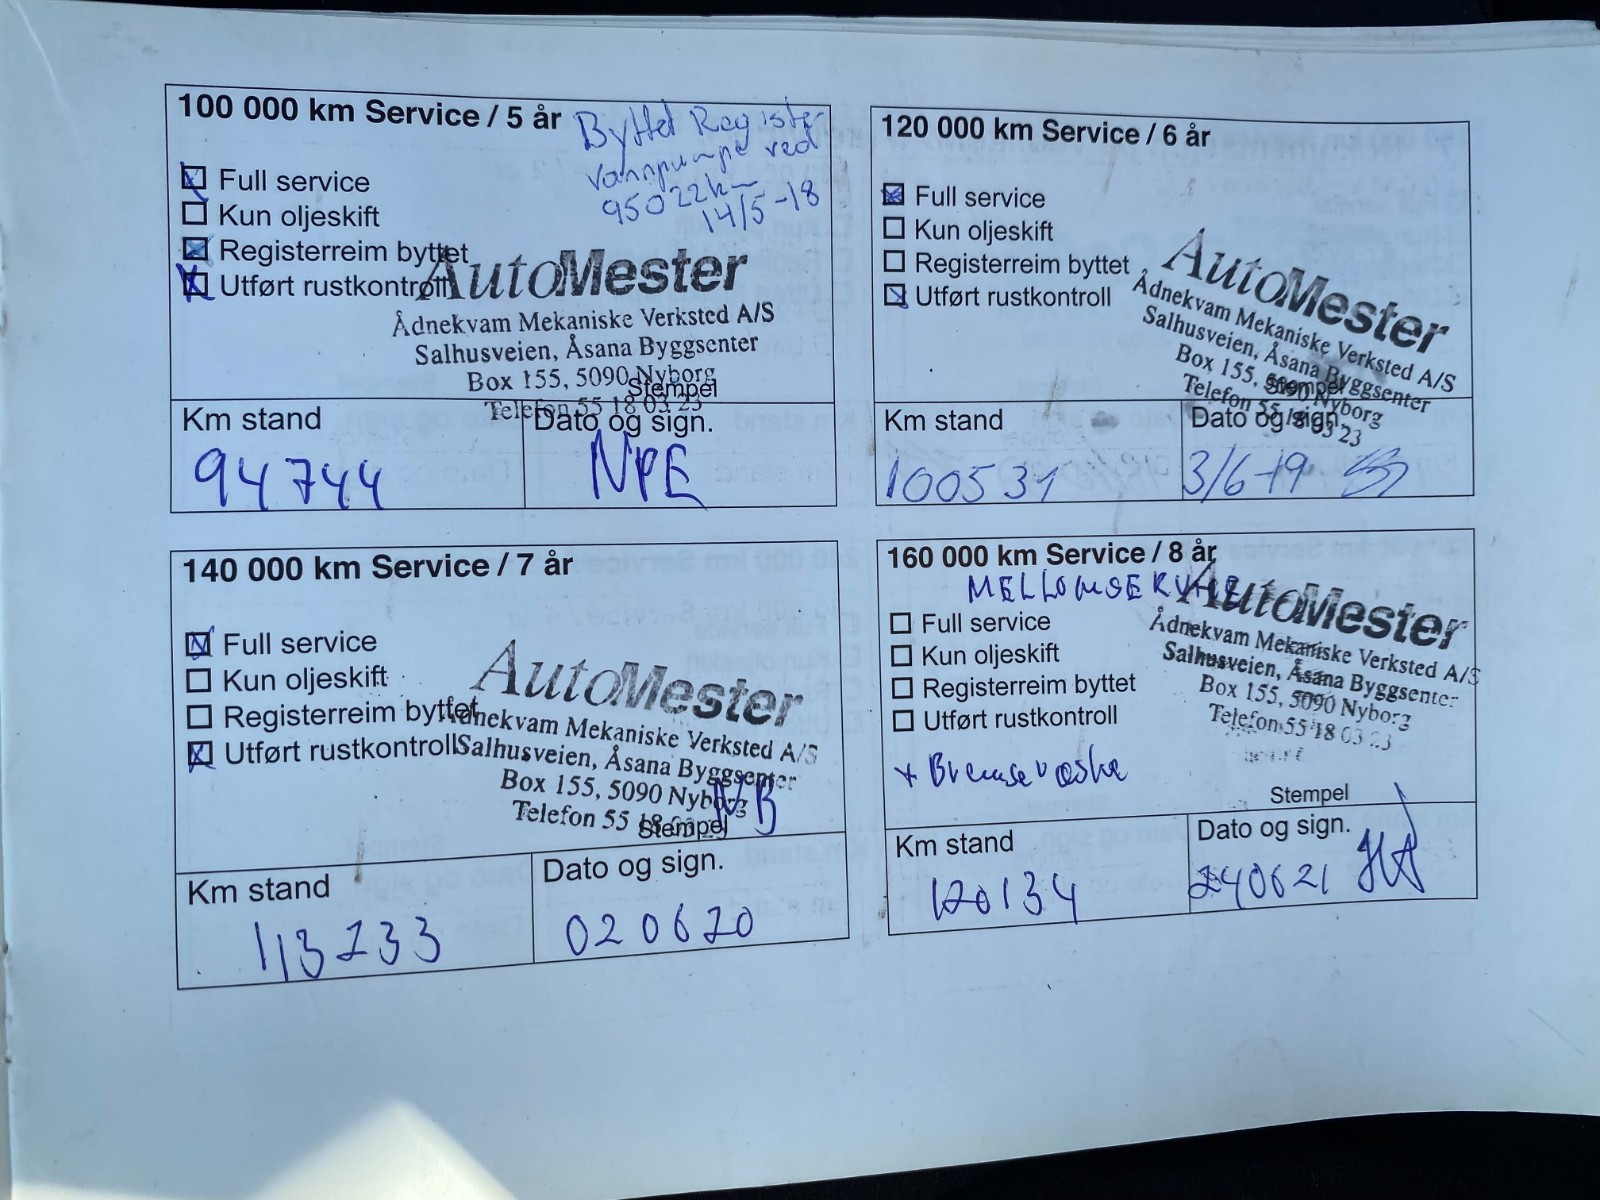 100 000 km Service / 5 år
Byttet Register
vannpumpe ved
95022km
14/5-18
Full service
Kun oljeskift
Registerreim byttet
Utført rustkontroll
AutoMester
Ådnekvam Mekaniske Verksted A/S
Salhusveien, Åsana Byggsenter
Box 155, 5090 Nyborg
Telefon 55 18 03 23
Stempel
Km stand
Dato og sign.
94744
NPE
120 000 km Service / 6 år
Full service
Kun oljeskift
Registerreim byttet
Utført rustkontroll
AutoMester
Ådnekvam Mekaniske Verksted A/S
Salhusveien, Åsana Byggsenter
Box 155, 5090 Nyborg
Telefon 55 18 03 23
Stempel
Km stand
Dato og sign.
100531
3/6-19
140 000 km Service / 7 år
Full service
Kun oljeskift
Registerreim byttet
Utført rustkontroll
AutoMester
Ådnekvam Mekaniske Verksted A/S
Salhusveien, Åsana Byggsenter
Box 155, 5090 Nyborg
Telefon 55 18 03 23
NB
Stempel
Km stand
Dato og sign.
113233
020620
160 000 km Service / 8 år
MELLOMSERVICE
Full service
Kun oljeskift
Registerreim byttet
Utført rustkontroll
AutoMester
Ådnekvam Mekaniske Verksted A/S
Salhusveien, Åsana Byggsenter
Box 155, 5090 Nyborg
Telefon 55 18 03 23
+ Bremsevæske
Stempel
Km stand
Dato og sign.
120134
240621